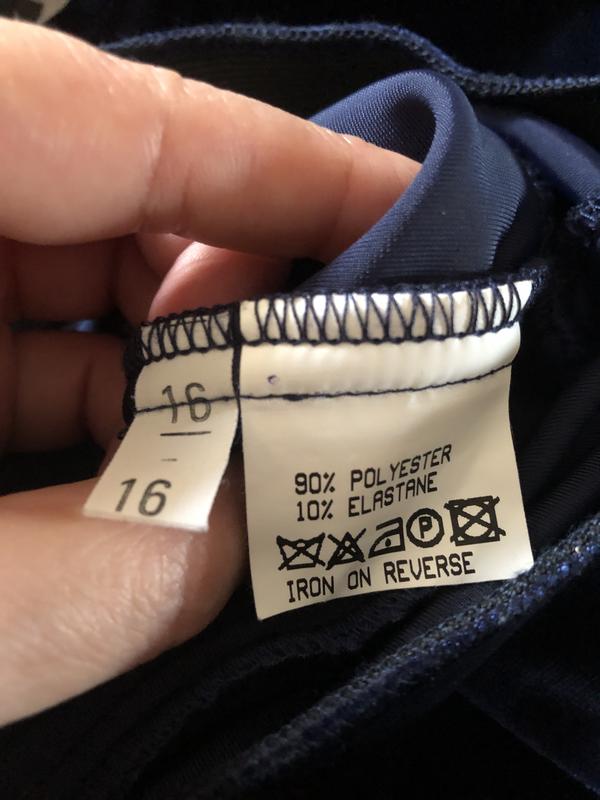 16
16
90% POLYESTER
10% ELASTANE
P
IRON ON REVERSE